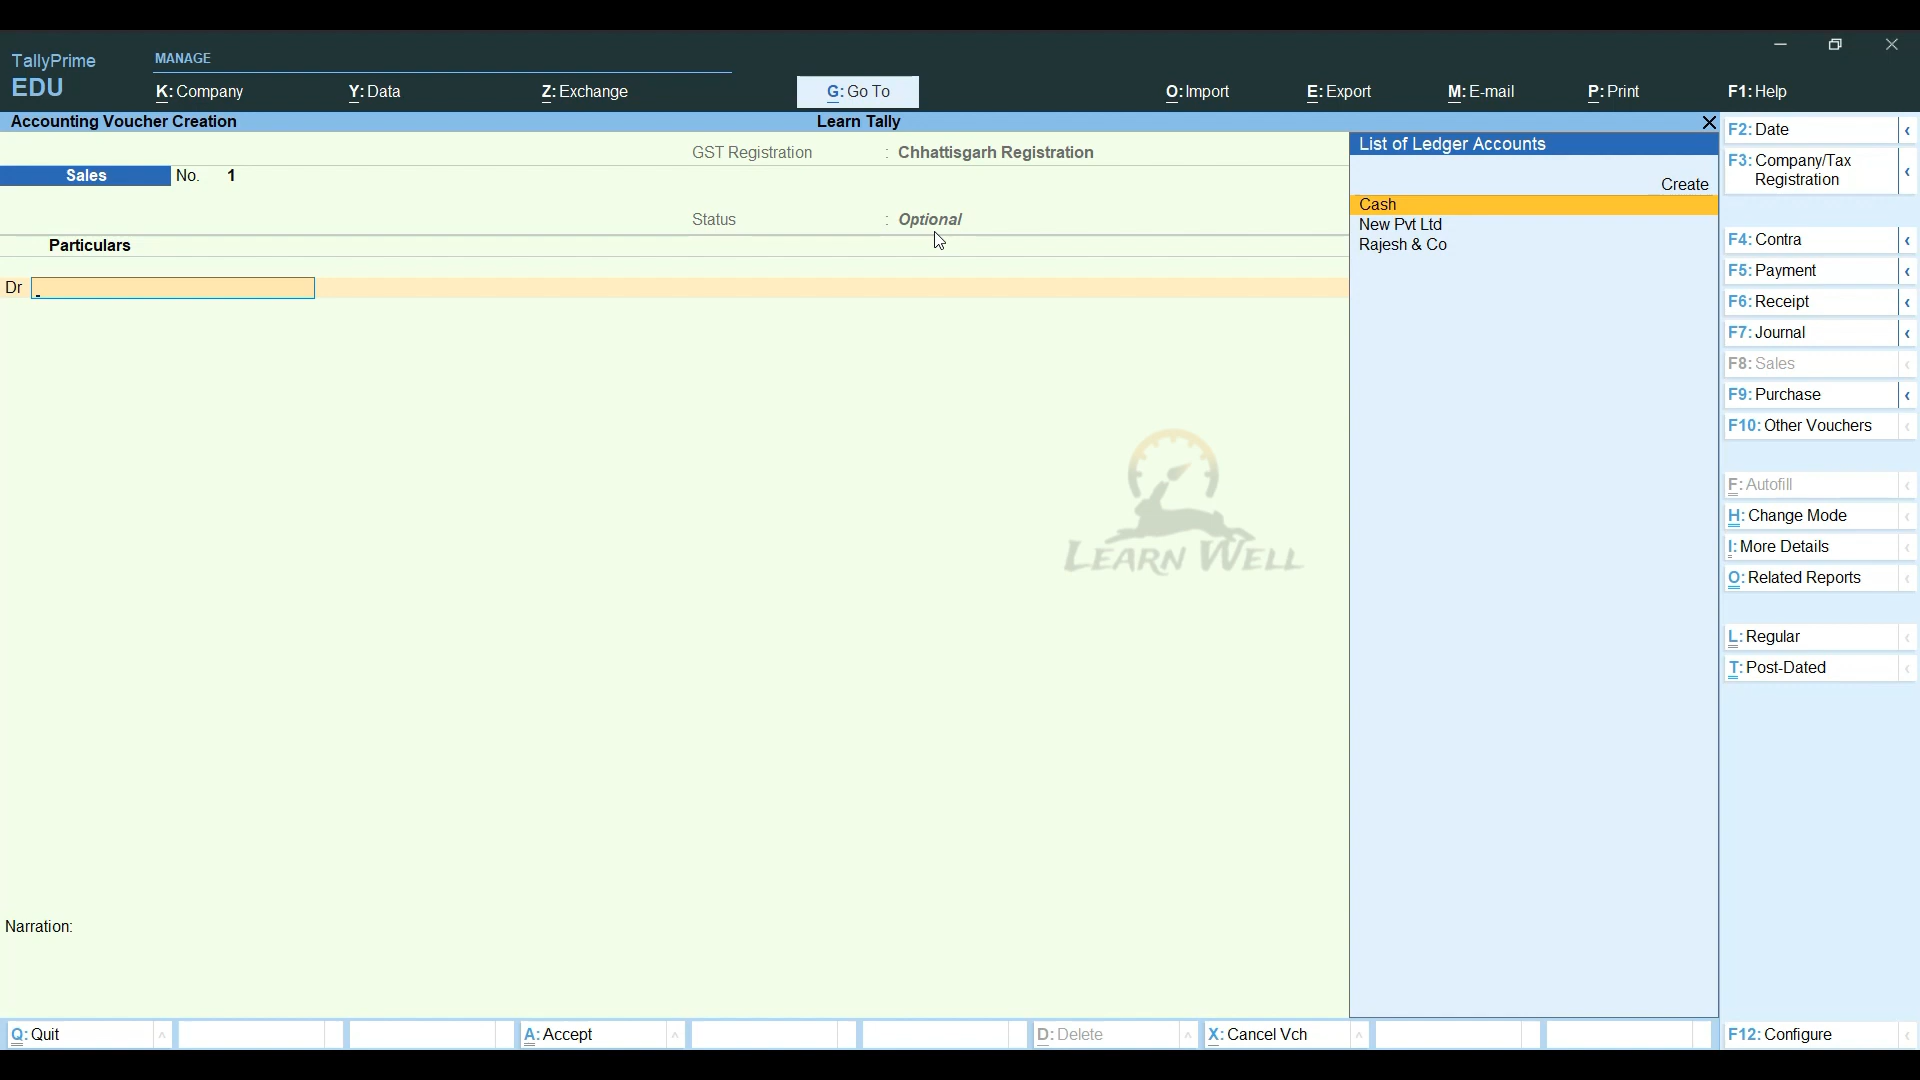 TallyPrime
EDU
MANAGE
K: Company
Y: Data
Z: Exchange
G: Go To
O: Import
E: Export
M: E-mail
P: Print
F1: Help
Accounting Voucher Creation
Learn Tally
GST Registration : Chhattisgarh Registration
Sales No. 1
Status : Optional
Particulars
Dr
LEARN WELL
Narration:
List of Ledger Accounts
Create
Cash
New Pvt Ltd
Rajesh & Co
F2: Date
F3: Company/Tax
Registration
F4: Contra
F5: Payment
F6: Receipt
F7: Journal
F8: Sales
F9: Purchase
F10: Other Vouchers
F: Autofill
H: Change Mode
I: More Details
O: Related Reports
L: Regular
T: Post-Dated
Q: Quit
A: Accept
D: Delete
X: Cancel Vch
F12: Configure